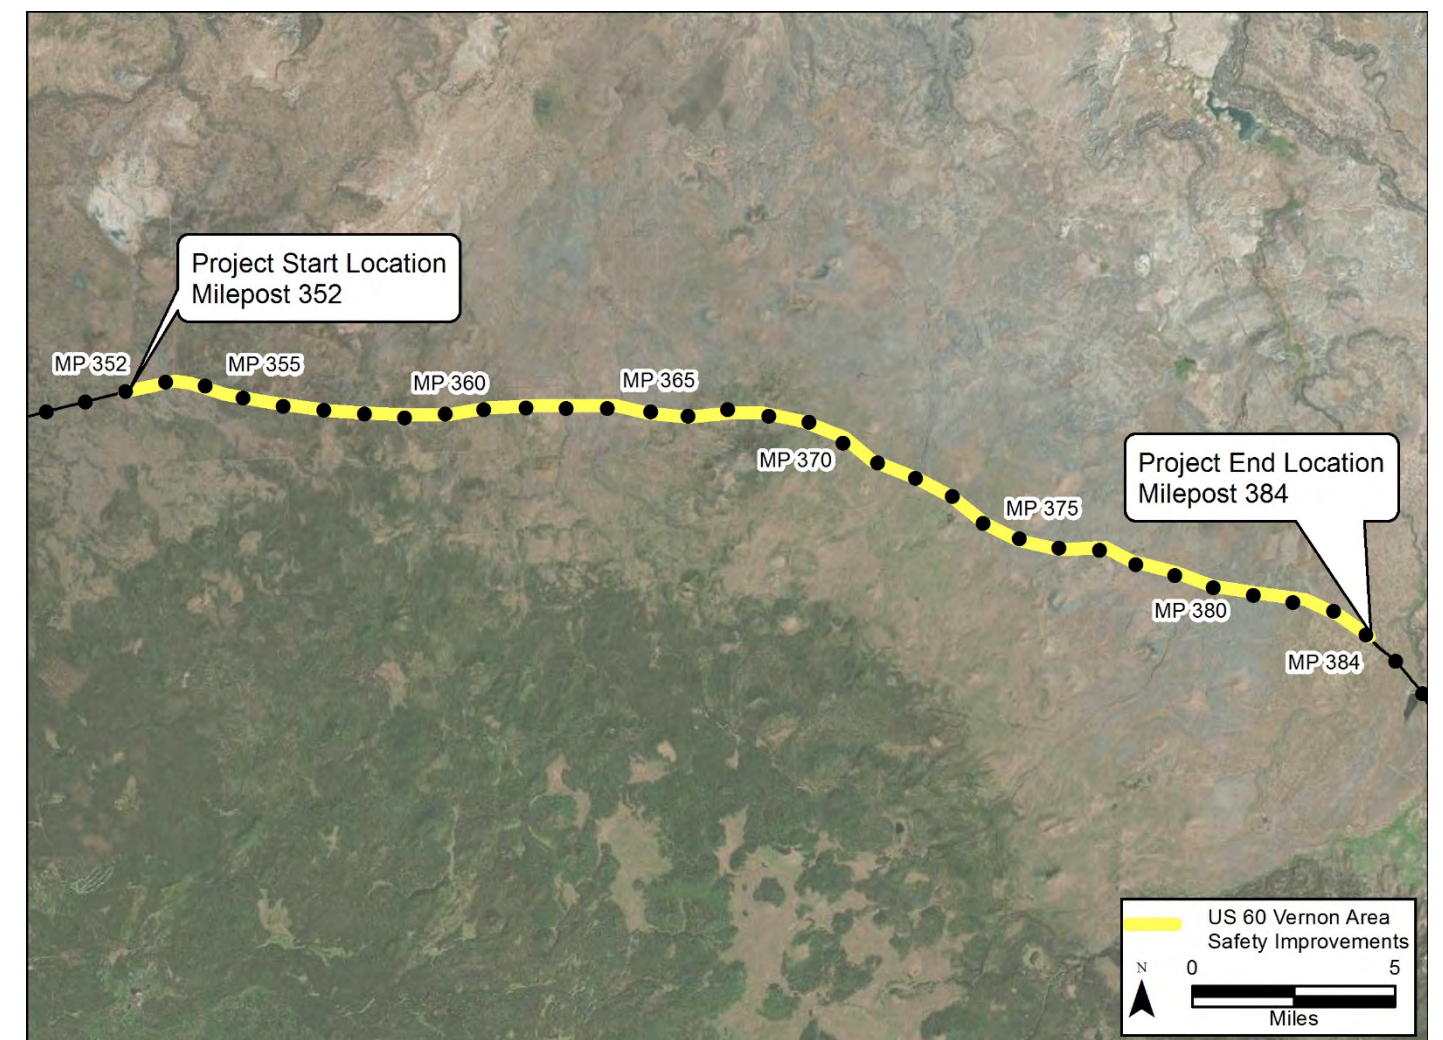 Project Start Location
Milepost 352
MP 352
MP 355
MP 360
MP 365
MP 370
MP 375
Project End Location
Milepost 384
MP 380
MP 384
US 60 Vernon Area
Safety Improvements
N
0 5
Miles